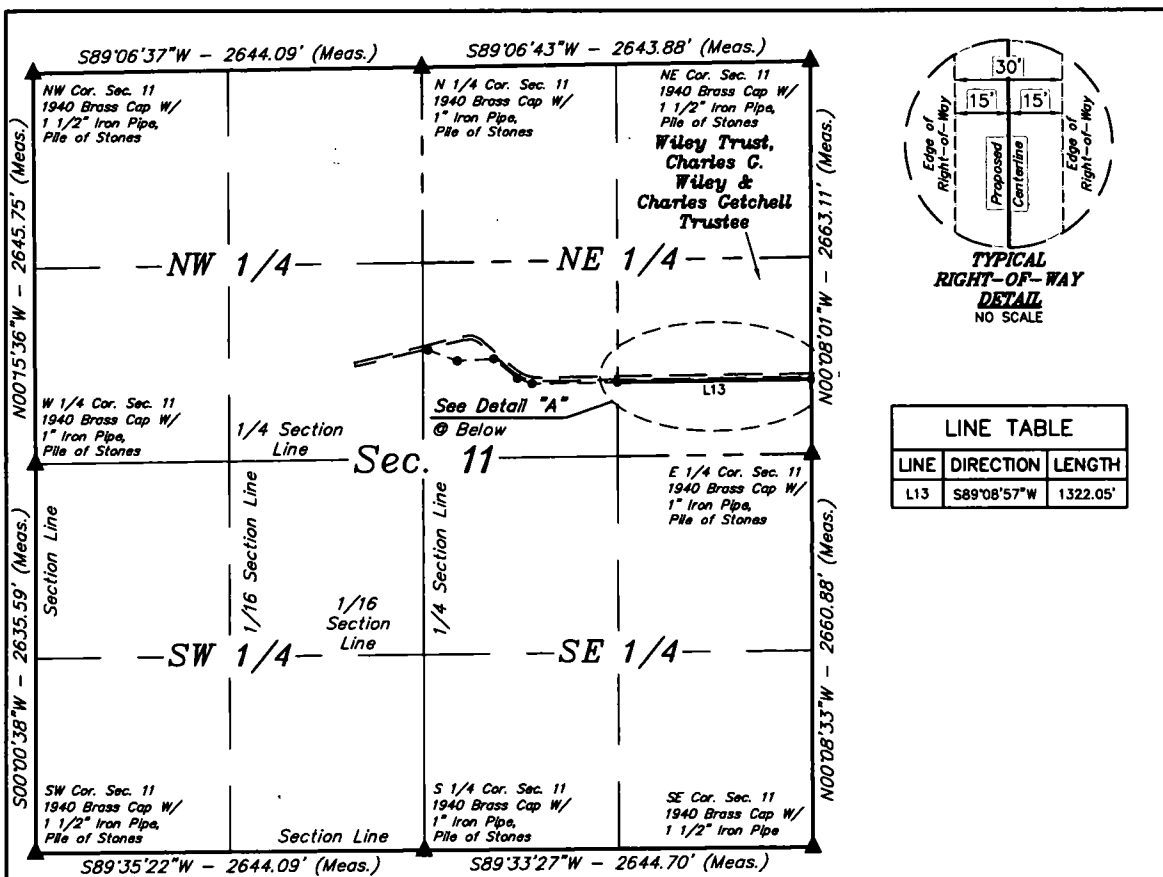 S89°06'37"W - 2644.09' (Meas.)
S89°06'43"W - 2643.88' (Meas.)
NW Cor. Sec. 11
1940 Brass Cap W/
1 1/2" Iron Pipe,
Pile of Stones
N 1/4 Cor. Sec. 11
1940 Brass Cap W/
1" Iron Pipe,
Pile of Stones
NE Cor. Sec. 11
1940 Brass Cap W/
1 1/2" Iron Pipe,
Pile of Stones
Wiley Trust,
Charles G.
Wiley &
Charles Getchell
Trustee
N00°15'36"W - 2645.75' (Meas.)
N00°08'01"W - 2663.11' (Meas.)
NW 1/4
NE 1/4
L13
See Detail "A"
@ Below
W 1/4 Cor. Sec. 11
1940 Brass Cap W/
1" Iron Pipe,
Pile of Stones
1/4 Section
Line
Sec. 11
E 1/4 Cor. Sec. 11
1940 Brass Cap W/
1" Iron Pipe,
Pile of Stones
S00°00'38"W - 2635.59' (Meas.)
Section Line
1/16 Section Line
1/16
Section
Line
1/4 Section Line
N00°08'33"W - 2660.88' (Meas.)
SW 1/4
SE 1/4
SW Cor. Sec. 11
1940 Brass Cap W/
1 1/2" Iron Pipe,
Pile of Stones
Section Line
S 1/4 Cor. Sec. 11
1940 Brass Cap W/
1" Iron Pipe,
Pile of Stones
SE Cor. Sec. 11
1940 Brass Cap W/
1 1/2" Iron Pipe
S89°35'22"W - 2644.09' (Meas.)
S89°33'27"W - 2644.70' (Meas.)
30'
15' 15'
Edge of
Right-of-Way
Proposed
Centerline
Edge of
Right-of-Way
TYPICAL
RIGHT-OF-WAY
DETAIL
NO SCALE
LINE TABLE
LINE DIRECTION LENGTH
L13 S89°08'57"W 1322.05'